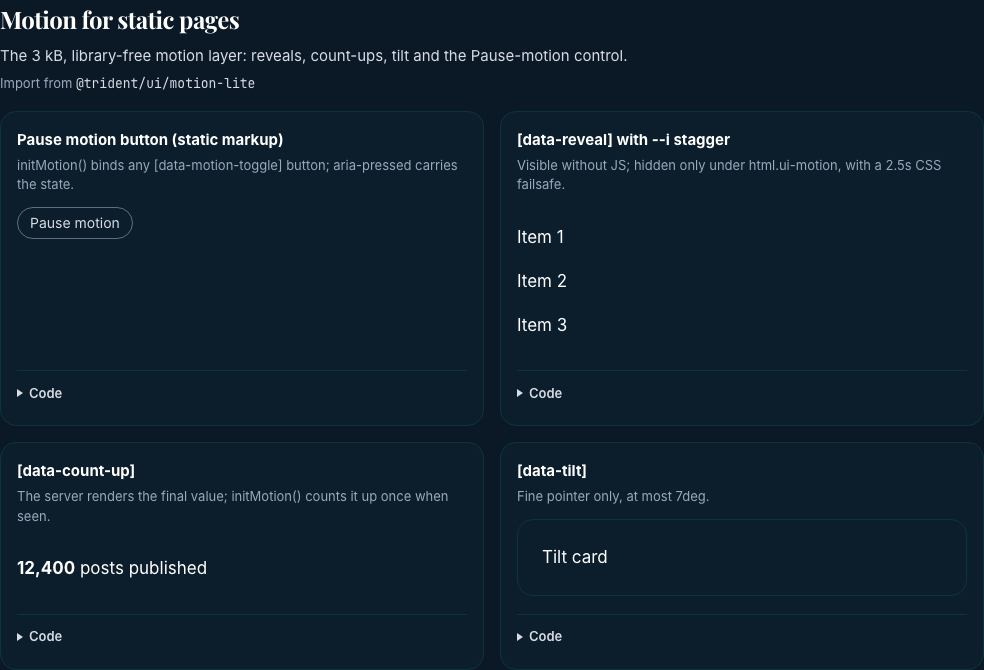 Motion for static pages
The 3 kB, library-free motion layer: reveals, count-ups, tilt and the Pause-motion control.
Import from @trident/ui/motion-lite
Pause motion button (static markup)
initMotion() binds any [data-motion-toggle] button; aria-pressed carries
the state.
Pause motion
Code
[data-reveal] with --i stagger
Visible without JS; hidden only under html.ui-motion, with a 2.5s CSS
failsafe.
Item 1
Item 2
Item 3
Code
[data-count-up]
The server renders the final value; initMotion() counts it up once when
seen.
12,400 posts published
Code
[data-tilt]
Fine pointer only, at most 7deg.
Tilt card
Code